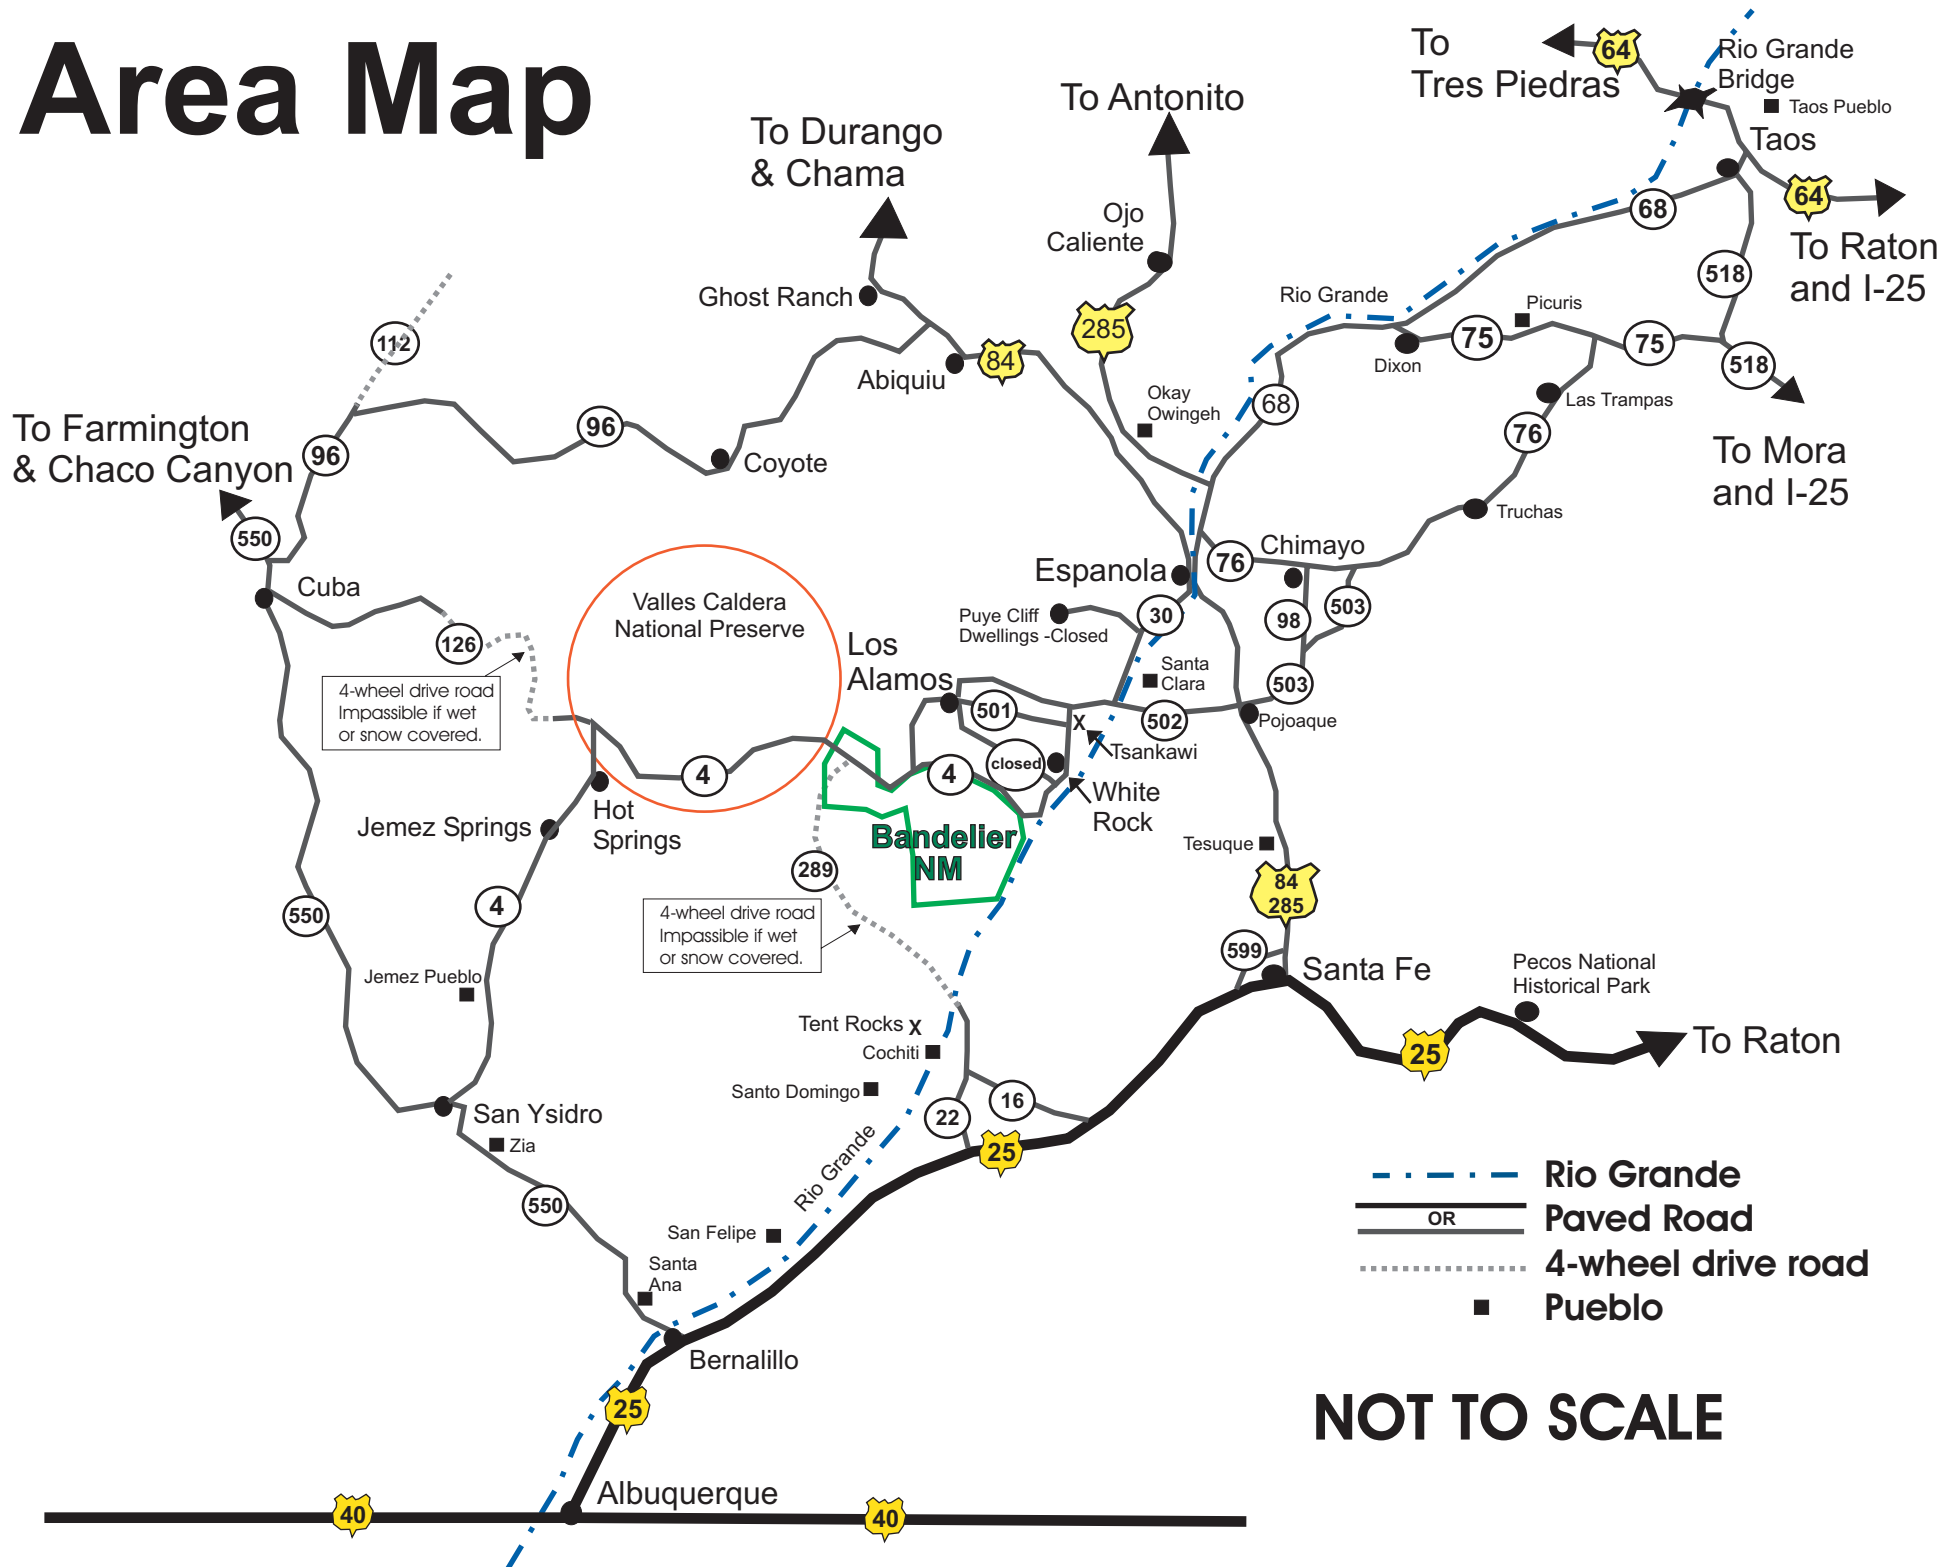 Area Map
To
Tres Piedras
64
Rio Grande
Bridge
Taos Pueblo
Taos
64
To Raton
and I-25
To Antonito
To Durango
& Chama
Ojo
Caliente
68
518
Ghost Ranch
Rio Grande
Picuris
285
75
75
112
84
Dixon
518
Abiquiu
Okay
Owingeh
68
Las Trampas
To Farmington
& Chaco Canyon
96
96
76
To Mora
and I-25
Coyote
Truchas
550
Chimayo
76
Espanola
Cuba
Valles Caldera
National Preserve
Puye Cliff
Dwellings -Closed
30
98
503
126
Los
Alamos
Santa
Clara
503
4-wheel drive road
Impassible if wet
or snow covered.
501
X
502
Pojoaque
Tsankawi
4
4
closed
White
Rock
Hot
Springs
Jemez Springs
Bandelier
NM
Tesuque
289
84
285
550
4
4-wheel drive road
Impassible if wet
or snow covered.
599
Santa Fe
Pecos National
Historical Park
Jemez Pueblo
Tent Rocks X
Cochiti
25
To Raton
Santo Domingo
16
22
San Ysidro
Zia
Rio Grande
25
550
San Felipe
Santa
Ana
Bernalillo
25
Albuquerque
40
40
Rio Grande
OR
Paved Road
4-wheel drive road
Pueblo
NOT TO SCALE